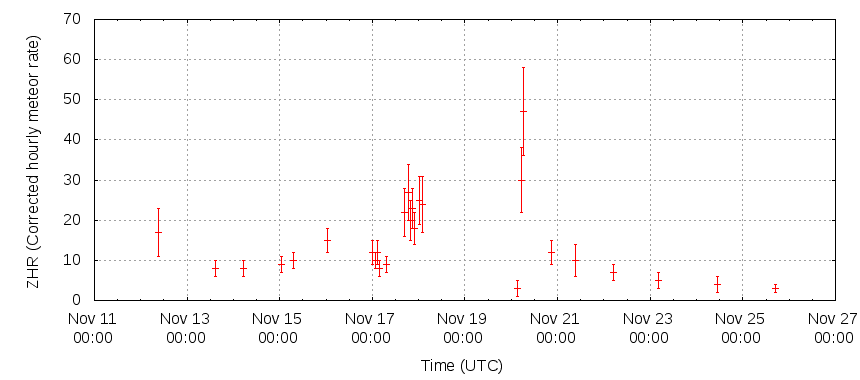 70
60
50
40
30
20
10
0
ZHR (Corrected hourly meteor rate)
Nov 11 Nov 13 Nov 15 Nov 17 Nov 19 Nov 21 Nov 23 Nov 25 Nov 27
00:00 00:00 00:00 00:00 00:00 00:00 00:00 00:00 00:00
Time (UTC)